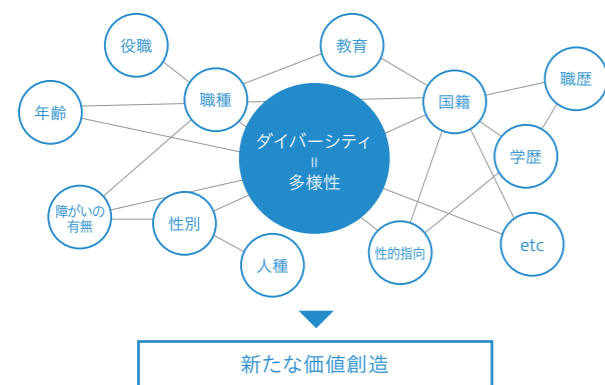 役職
教育
職種
国籍
職歴
年齢
ダイバーシティ
=
多様性
学歴
障がいの
有無
性別
人種
性的指向
etc
新たな価値創造